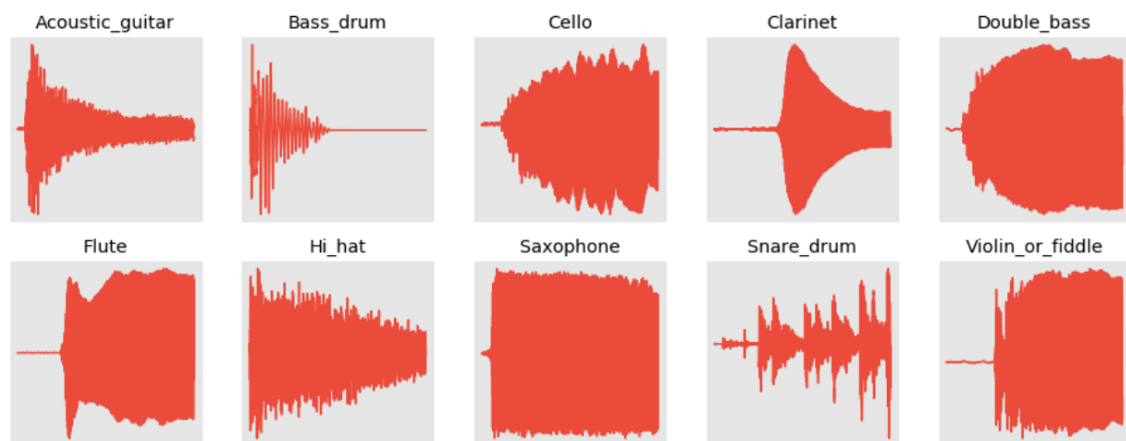 Acoustic_guitar Bass_drum Cello Clarinet Double_bass
Flute Hi_hat Saxophone Snare_drum Violin_or_fiddle